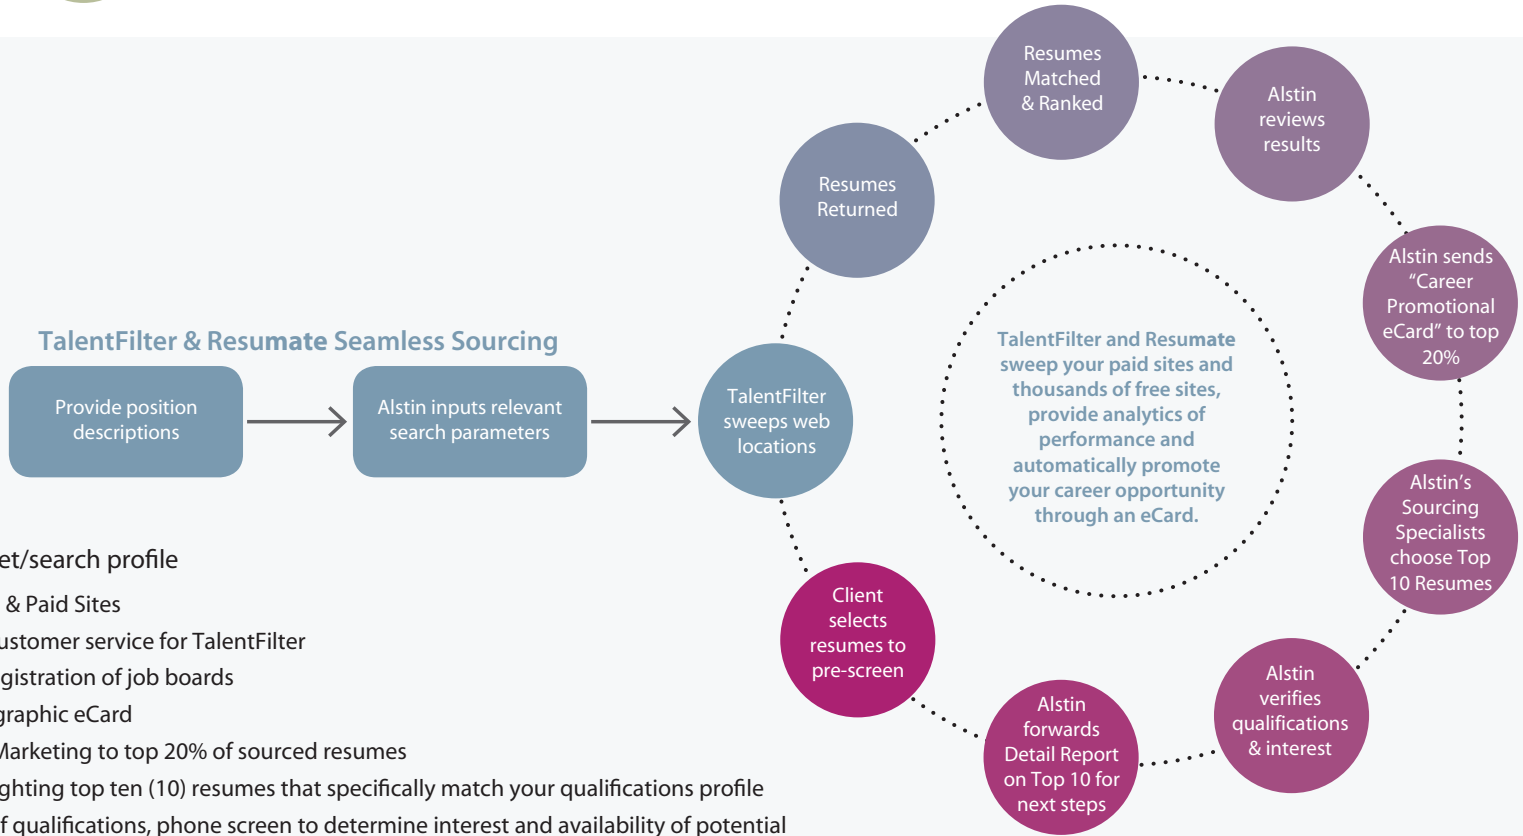 TalentFilter & Resumate Seamless Sourcing
Provide position
descriptions
Alstin inputs relevant
search parameters
TalentFilter
sweeps web
locations
Resumes
Returned
Resumes
Matched
& Ranked
Alstin
reviews
results
Alstin sends
“Career
Promotional
eCard” to top
20%
Alstin’s
Sourcing
Specialists
choose Top
10 Resumes
Alstin
verifies
qualifications
& interest
Alstin
forwards
Detail Report
on Top 10 for
next steps
Client
selects
resumes to
pre-screen
TalentFilter and Resumate
sweep your paid sites and
thousands of free sites,
provide analytics of
performance and
automatically promote
your career opportunity
through an eCard.
et/search profile
& Paid Sites
ustomer service for TalentFilter
gistration of job boards
graphic eCard
Marketing to top 20% of sourced resumes
ghting top ten (10) resumes that specifically match your qualifications profile
f qualifications, phone screen to determine interest and availability of potential